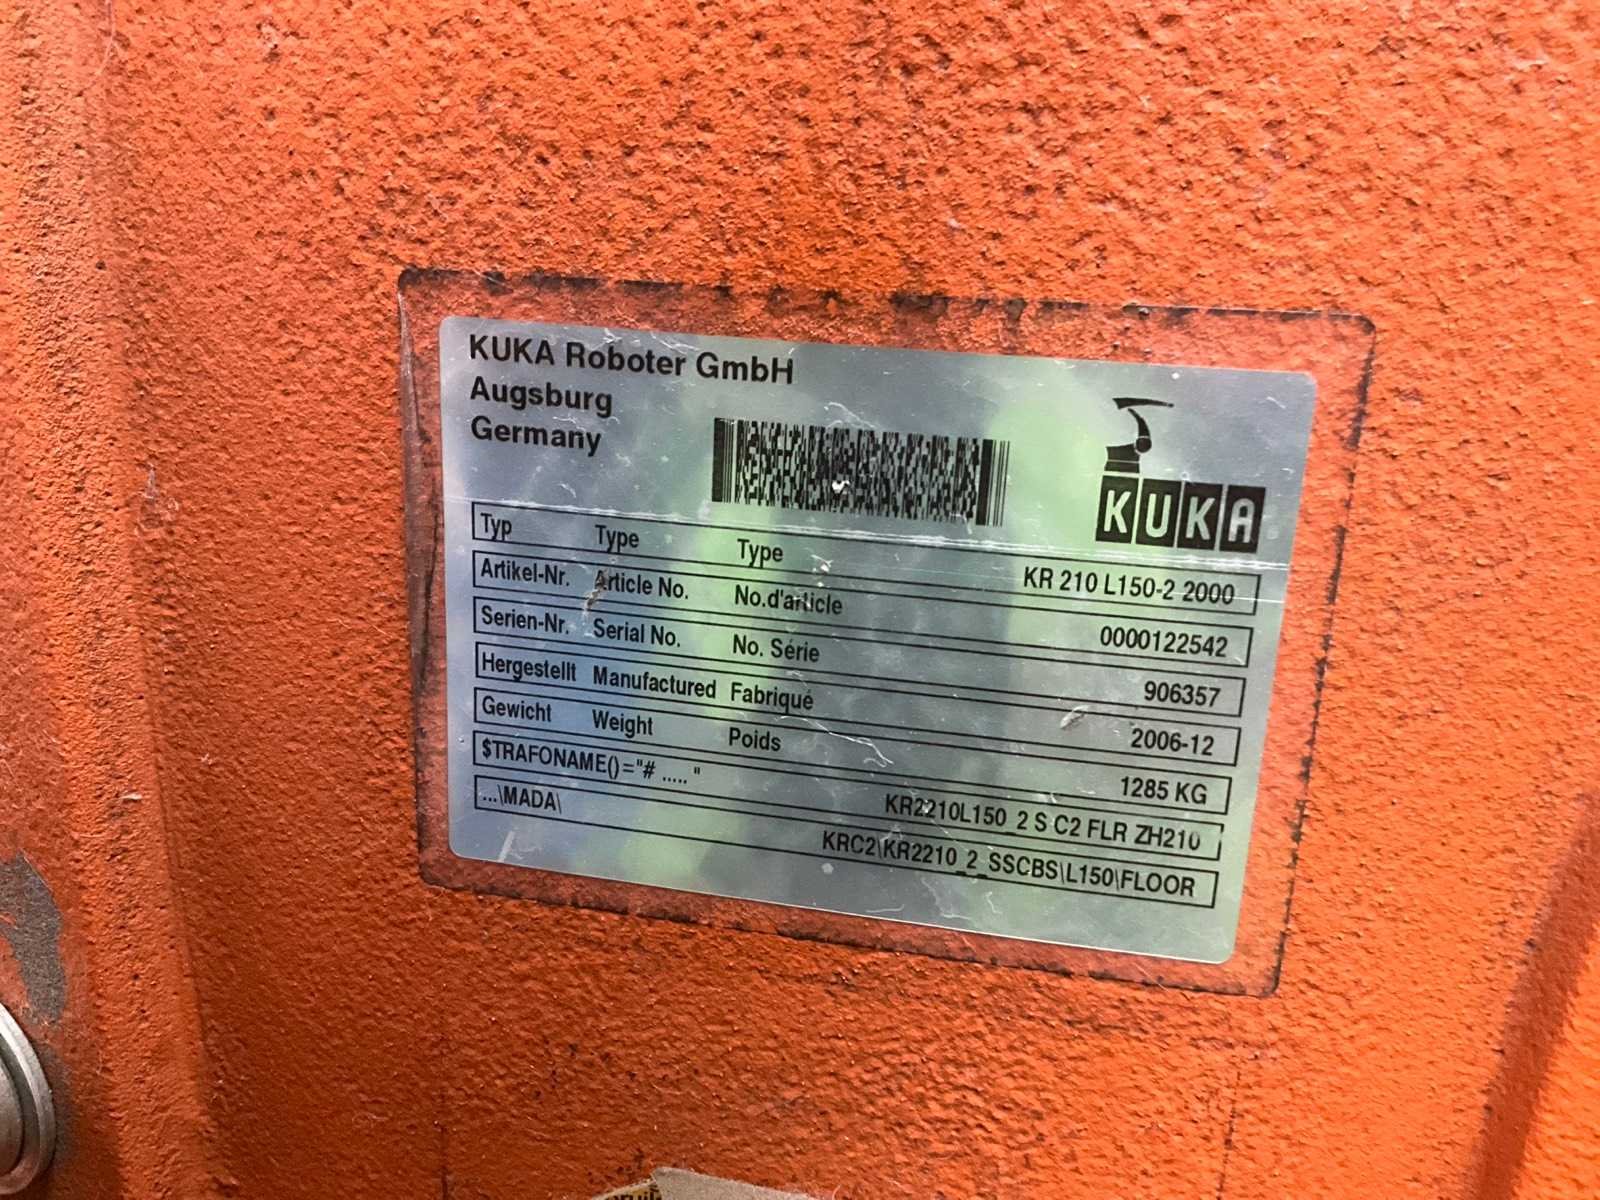 KUKA Roboter GmbH
Augsburg
Germany
KUKA
Typ Type Type KR 210 L150-2 2000
Artikel-Nr. Article No. No.d'article 0000122542
Serien-Nr. Serial No. No. Série 906357
Hergestellt Manufactured Fabriqué 2006-12
Gewicht Weight Poids 1285 KG
$TRAFONAME()="# ..... " KR2210L150_2 S C2 FLR ZH210
...\MADA\ KRC2\KR2210_2_SSCBS\L150\FLOOR